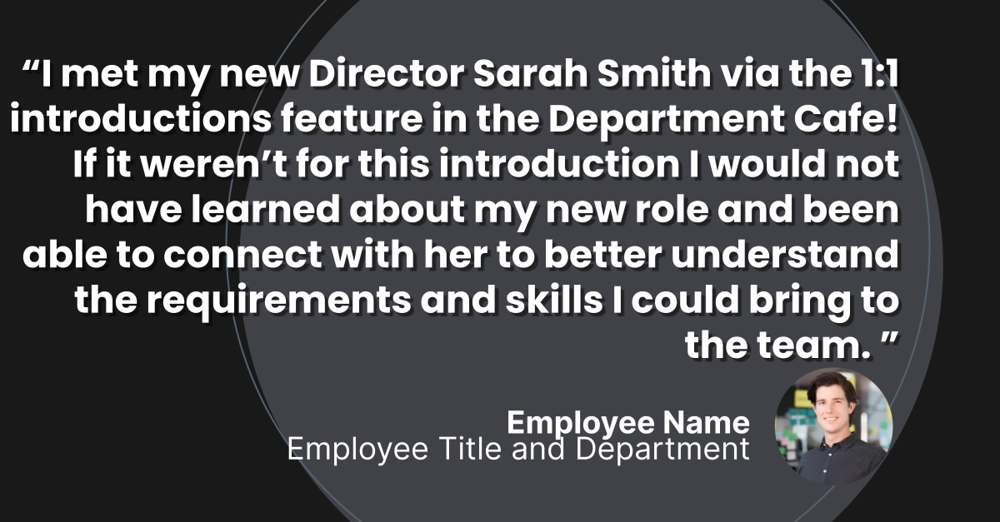 “I met my new Director Sarah Smith via the 1:1
introductions feature in the Department Cafe!
If it weren’t for this introduction I would not
have learned about my new role and been
able to connect with her to better understand
the requirements and skills I could bring to
the team. ”
Employee Name
Employee Title and Department